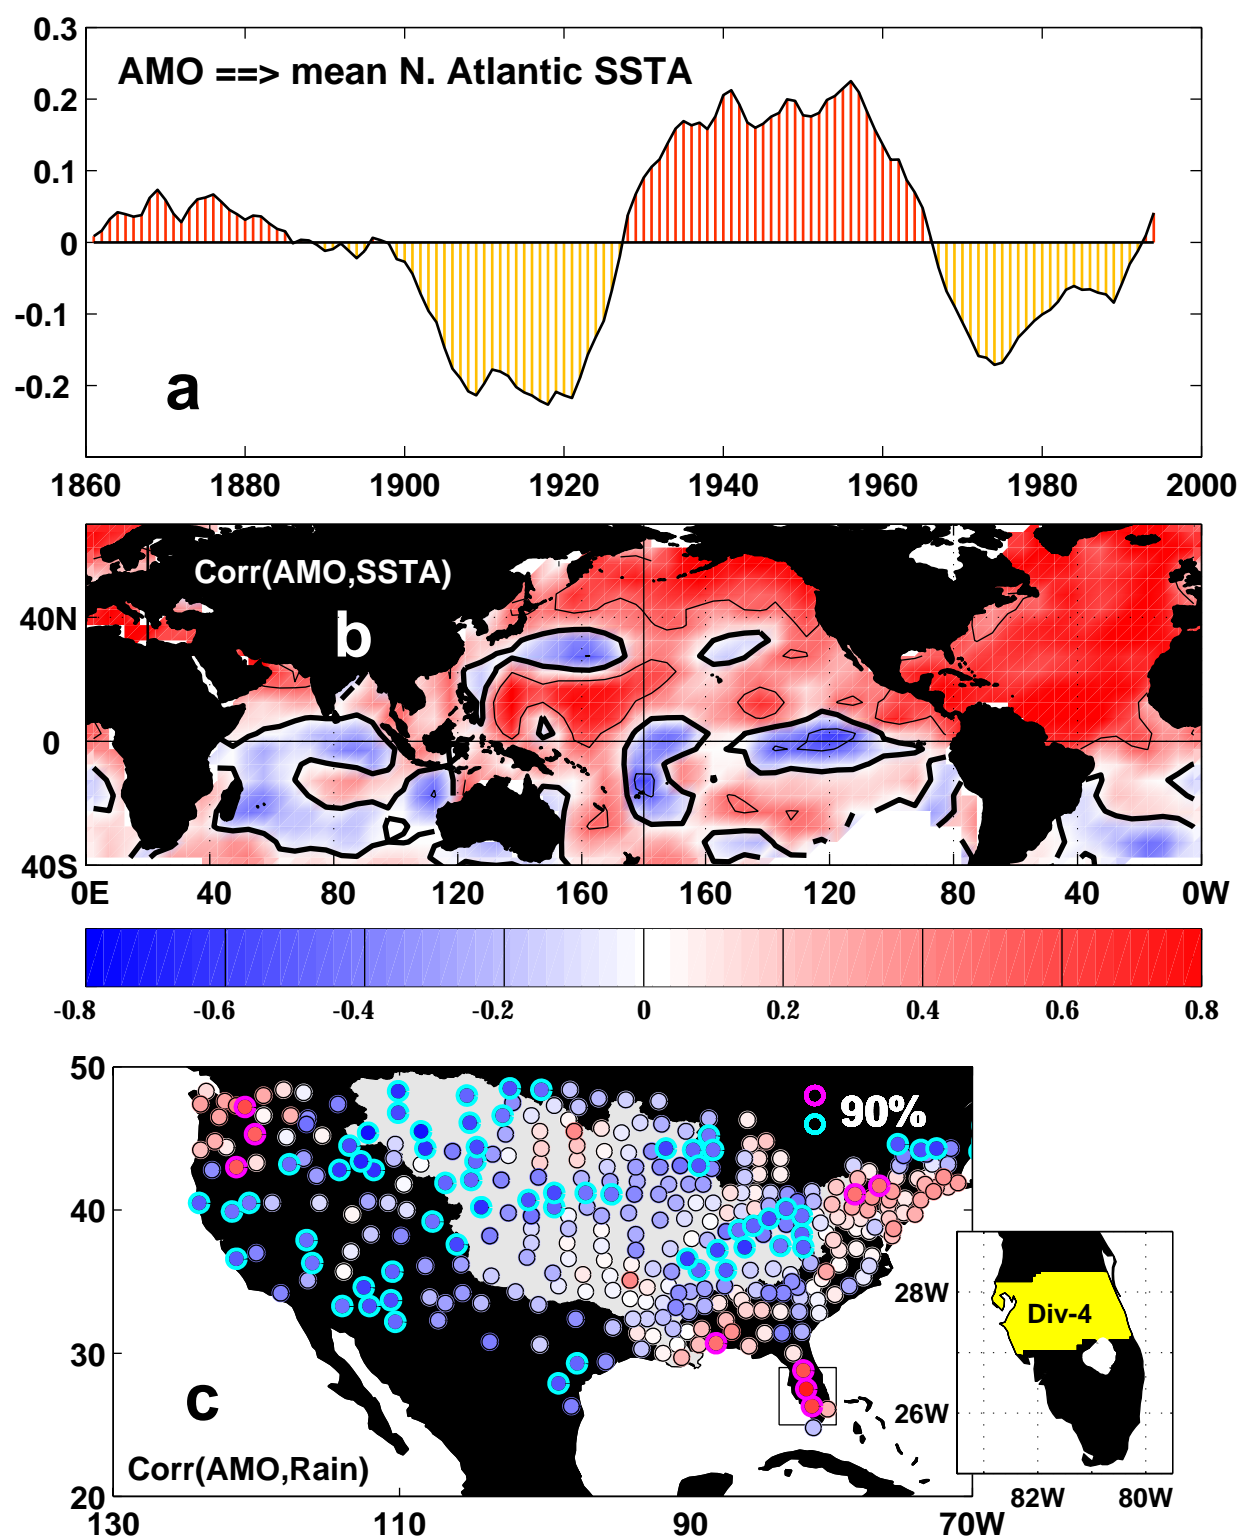 0.3
AMO ==> mean N. Atlantic SSTA
0.2
0.1
0
-0.1
-0.2
a
1860 1880 1900 1920 1940 1960 1980 2000
Corr(AMO,SSTA)
b
40N
0
40S
0E 40 80 120 160 160 120 80 40 0W
-0.8 -0.6 -0.4 -0.2 0 0.2 0.4 0.6 0.8
50
90%
40
28W
Div-4
30
c
26W
Corr(AMO,Rain)
20
82W 80W
130 110 90 70W